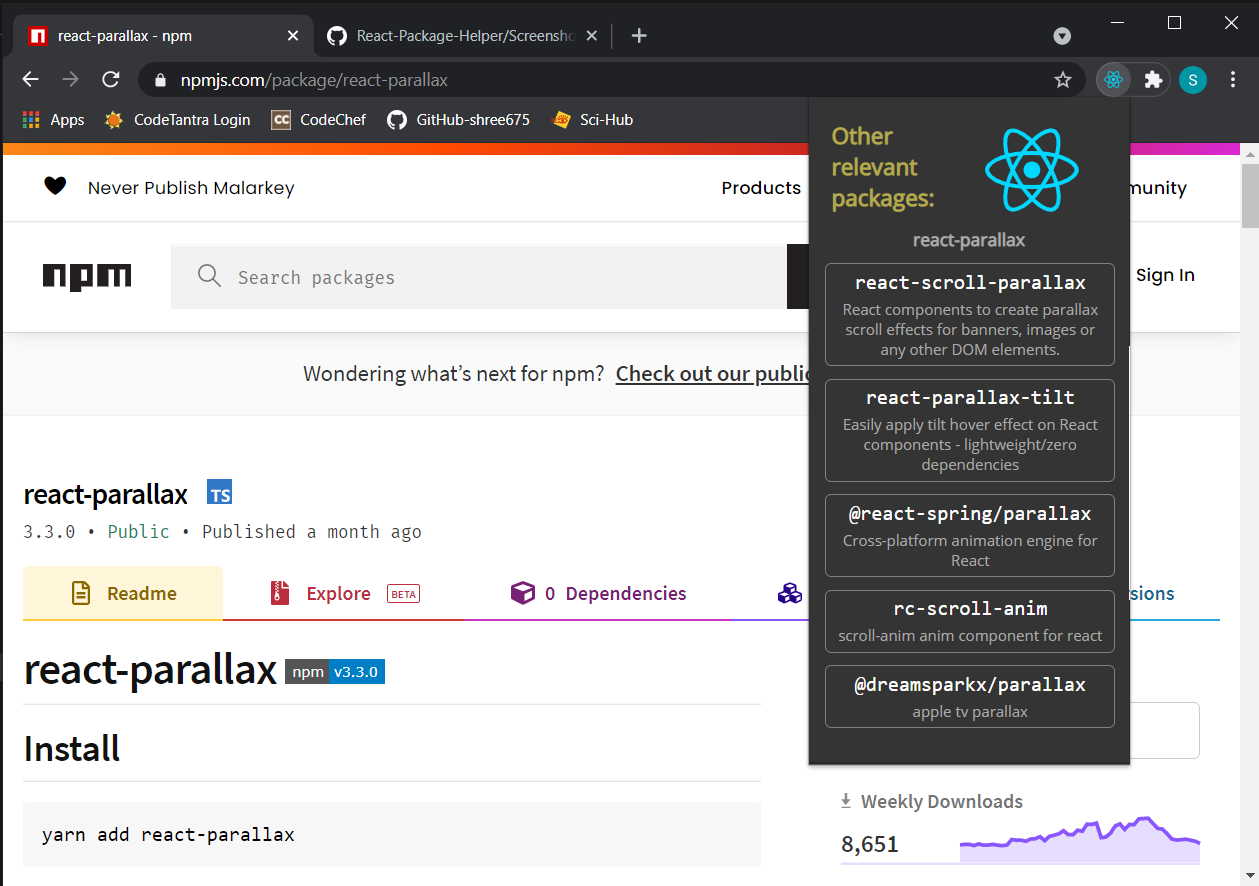 react-parallax - npm
React-Package-Helper/Screensho
npmjs.com/package/react-parallax
S
Apps
CodeTantra Login
CC
CodeChef
GitHub-shree675
Sci-Hub
Never Publish Malarkey
Products
munity
npm
Search packages
Sign In
Wondering what’s next for npm? Check out our public
react-parallax TS
3.3.0 • Public • Published a month ago
Readme
Explore BETA
0 Dependencies
sions
react-parallax npm v3.3.0
Install
yarn add react-parallax
Weekly Downloads
8,651
Other
relevant
packages:
react-parallax
react-scroll-parallax
React components to create parallax
scroll effects for banners, images or
any other DOM elements.
react-parallax-tilt
Easily apply tilt hover effect on React
components - lightweight/zero
dependencies
@react-spring/parallax
Cross-platform animation engine for
React
rc-scroll-anim
scroll-anim anim component for react
@dreamsparkx/parallax
apple tv parallax